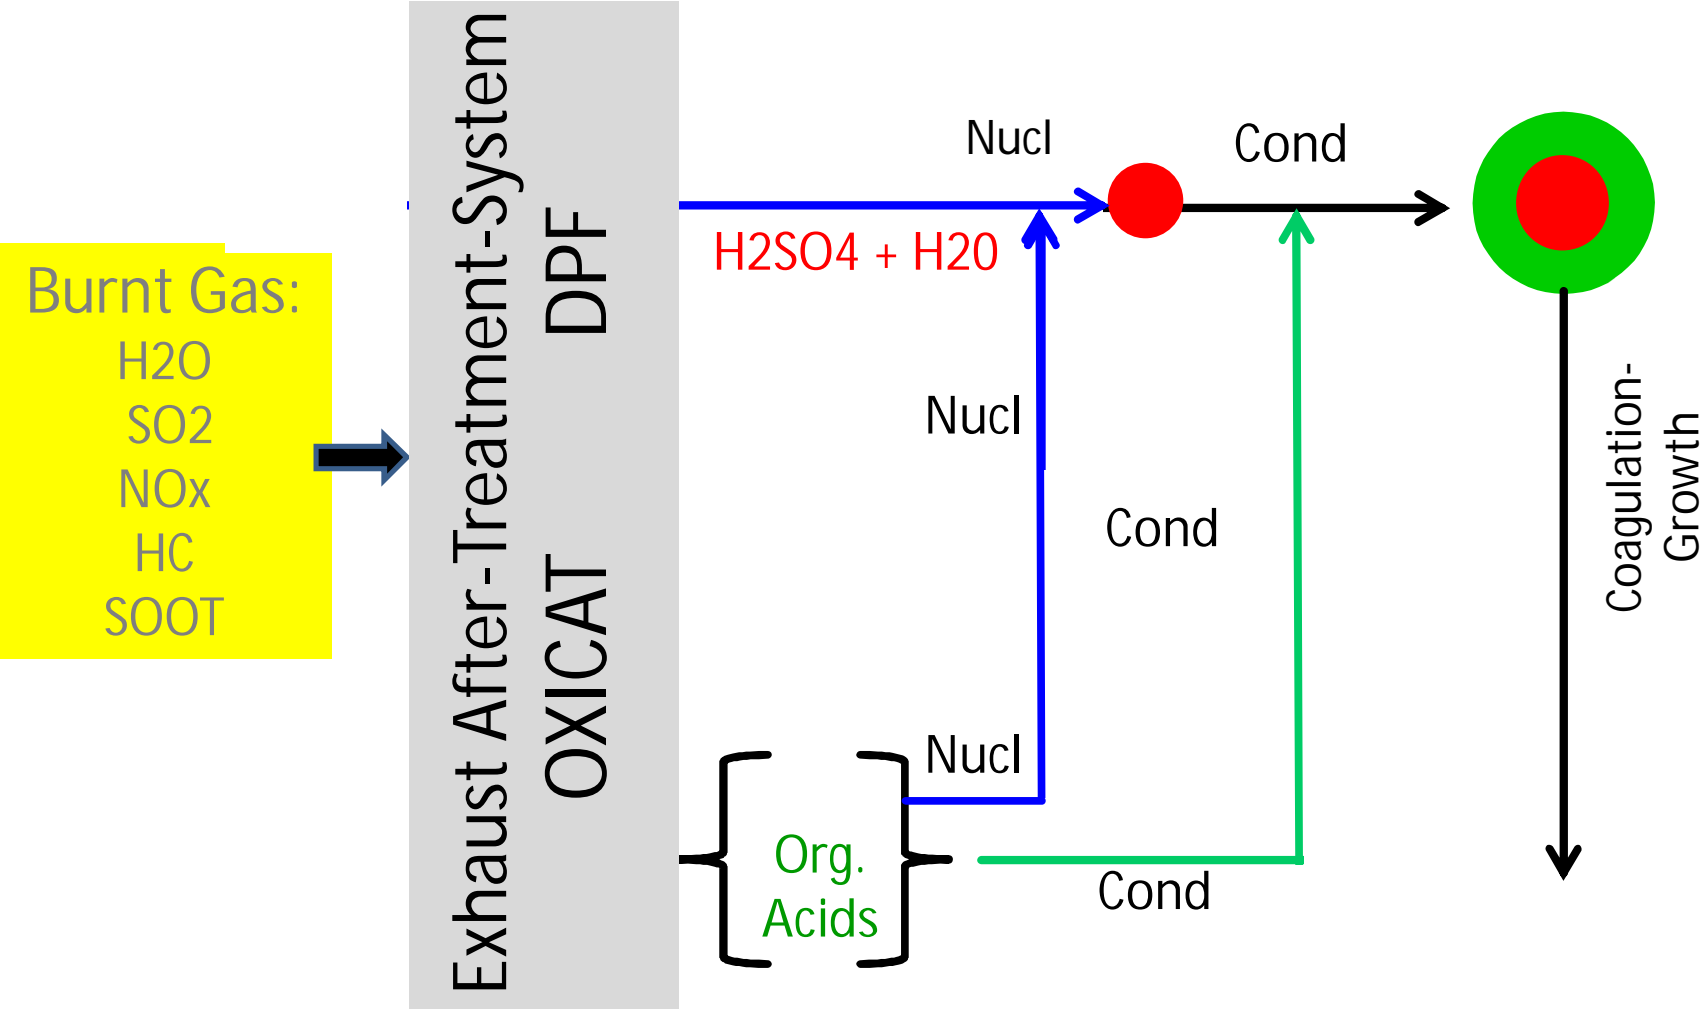 Burnt Gas:
H2O
SO2
NOx
HC
SOOT
Exhaust After-Treatment-System
OXICAT DPF
Nucl
Cond
H2SO4 + H20
Nucl
Cond
Nucl
Org.
Acids
Cond
Coagulation-
Growth